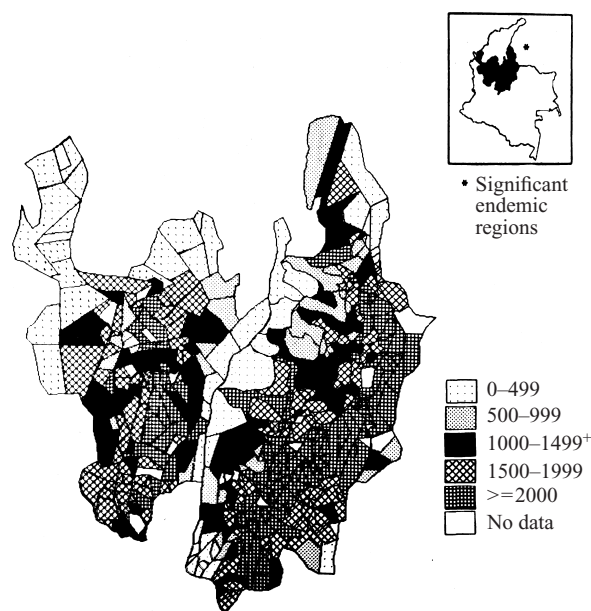 * Significant
endemic
regions
0–499
500–999
1000–1499+
1500–1999
>=2000
No data